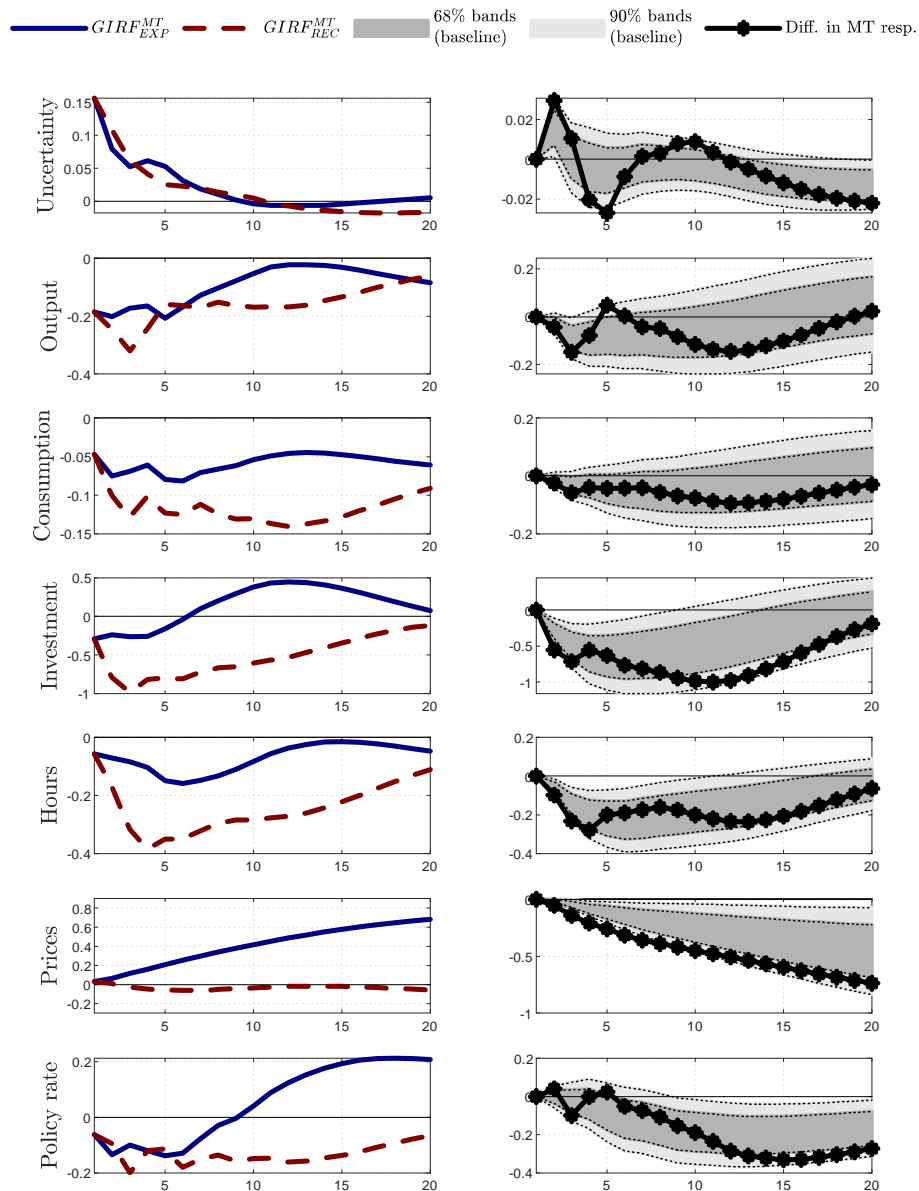 GIRF^{MT}_{EXP} GIRF^{MT}_{REC} 68% bands (baseline) 90% bands (baseline) Diff. in MT resp.
Uncertainty
0.15
0.1
0.05
0
5 10 15 20
0.02
0
-0.02
5 10 15 20
Output
0
-0.2
-0.4
5 10 15 20
0.2
0
-0.2
5 10 15 20
Consumption
0
-0.05
-0.1
-0.15
5 10 15 20
0.2
0
-0.2
5 10 15 20
Investment
0.5
0
-0.5
-1
5 10 15 20
0
-0.5
-1
5 10 15 20
Hours
0
-0.2
-0.4
5 10 15 20
0.2
0
-0.2
-0.4
5 10 15 20
Prices
0.8
0.6
0.4
0.2
0
-0.2
5 10 15 20
0
-0.5
-1
5 10 15 20
Policy rate
0.2
0
-0.2
5 10 15 20
0.2
0
-0.2
-0.4
5 10 15 20